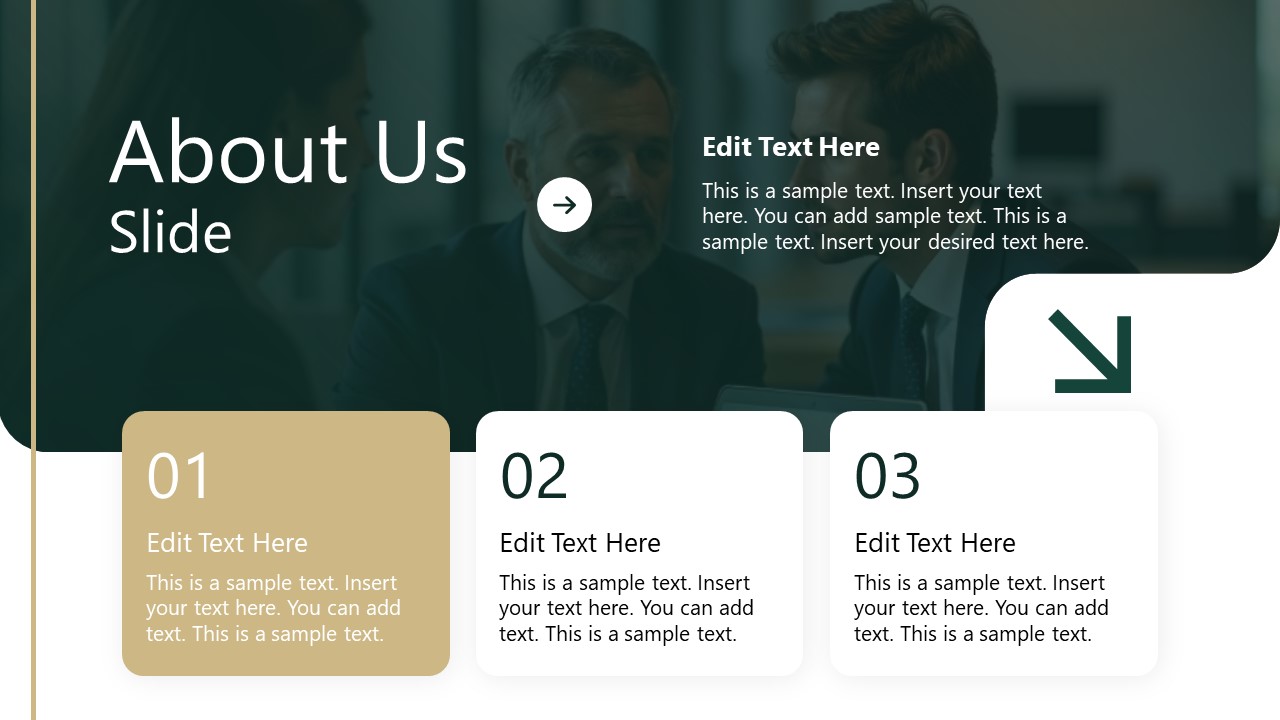 About Us
Slide
Edit Text Here
This is a sample text. Insert your text
here. You can add sample text. This is a
sample text. Insert your desired text here.
01
Edit Text Here
This is a sample text. Insert
your text here. You can add
text. This is a sample text.
02
Edit Text Here
This is a sample text. Insert
your text here. You can add
text. This is a sample text.
03
Edit Text Here
This is a sample text. Insert
your text here. You can add
text. This is a sample text.